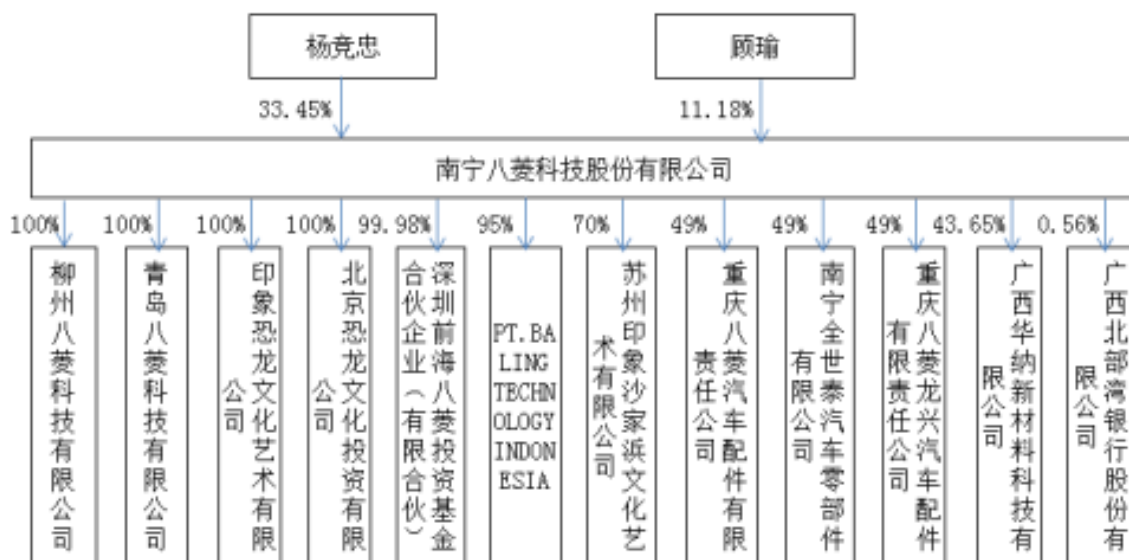 杨竞忠
顾瑜
33.45%
11.18%
南宁八菱科技股份有限公司
100%
100%
100%
100%
99.98%
95%
70%
49%
49%
49%
43.65%
0.56%
柳州八菱科技有限公司
青岛八菱科技有限公司
印象恐龙文化艺术有限
公司
北京恐龙文化投资有限
公司
深圳前海八菱投资基金
合伙企业（有限合伙）
PT.BA
LING
TECHN
OLOGY
INDON
ESIA
苏州印象沙家浜文化艺
术有限公司
重庆八菱汽车配件有限
责任公司
南宁全世泰汽车零部件
有限公司
重庆八菱龙兴汽车配件
有限责任公司
广西华纳新材料科技有
限公司
广西北部湾银行股份有
限公司